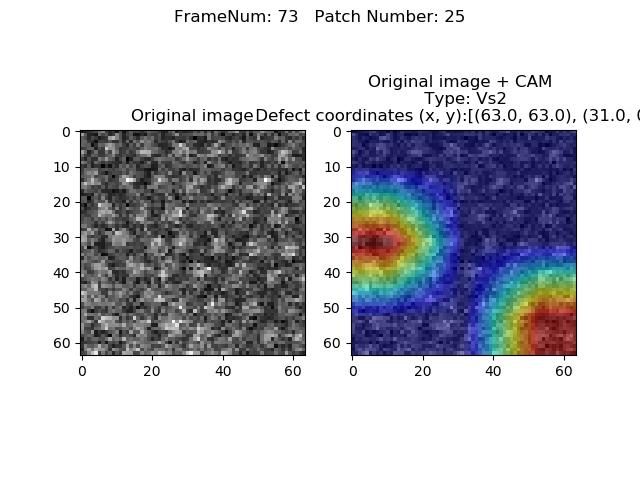 FrameNum: 73   Patch Number: 25
Original image + CAM
Type: Vs2
Original image
Defect coordinates (x, y):[(63.0, 63.0), (31.0,
0
10
20
30
40
50
60
0 20 40 60
0
10
20
30
40
50
60
0 20 40 60